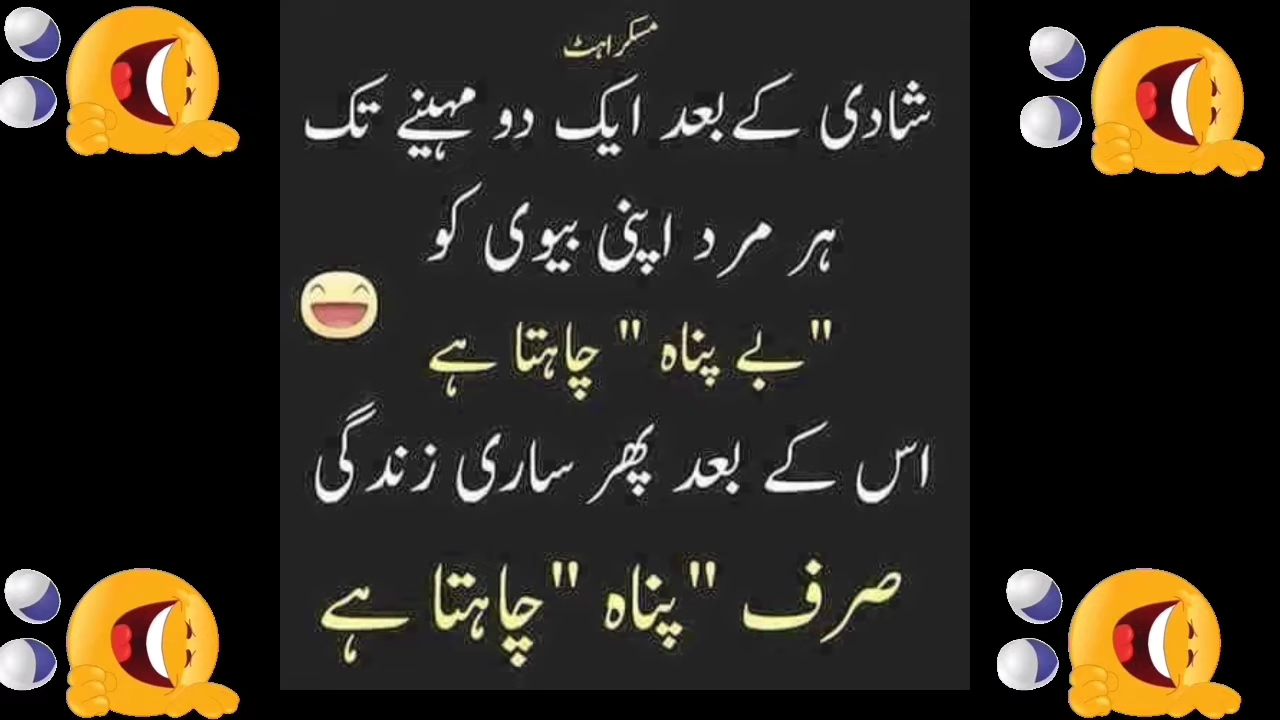 مسکراہٹ
شادی کے بعد ایک دو مہینے تک
ہر مرد اپنی بیوی کو
"بے پناہ " چاہتا ہے
اس کے بعد پھر ساری زندگی
صرف "پناہ "چاہتا ہے